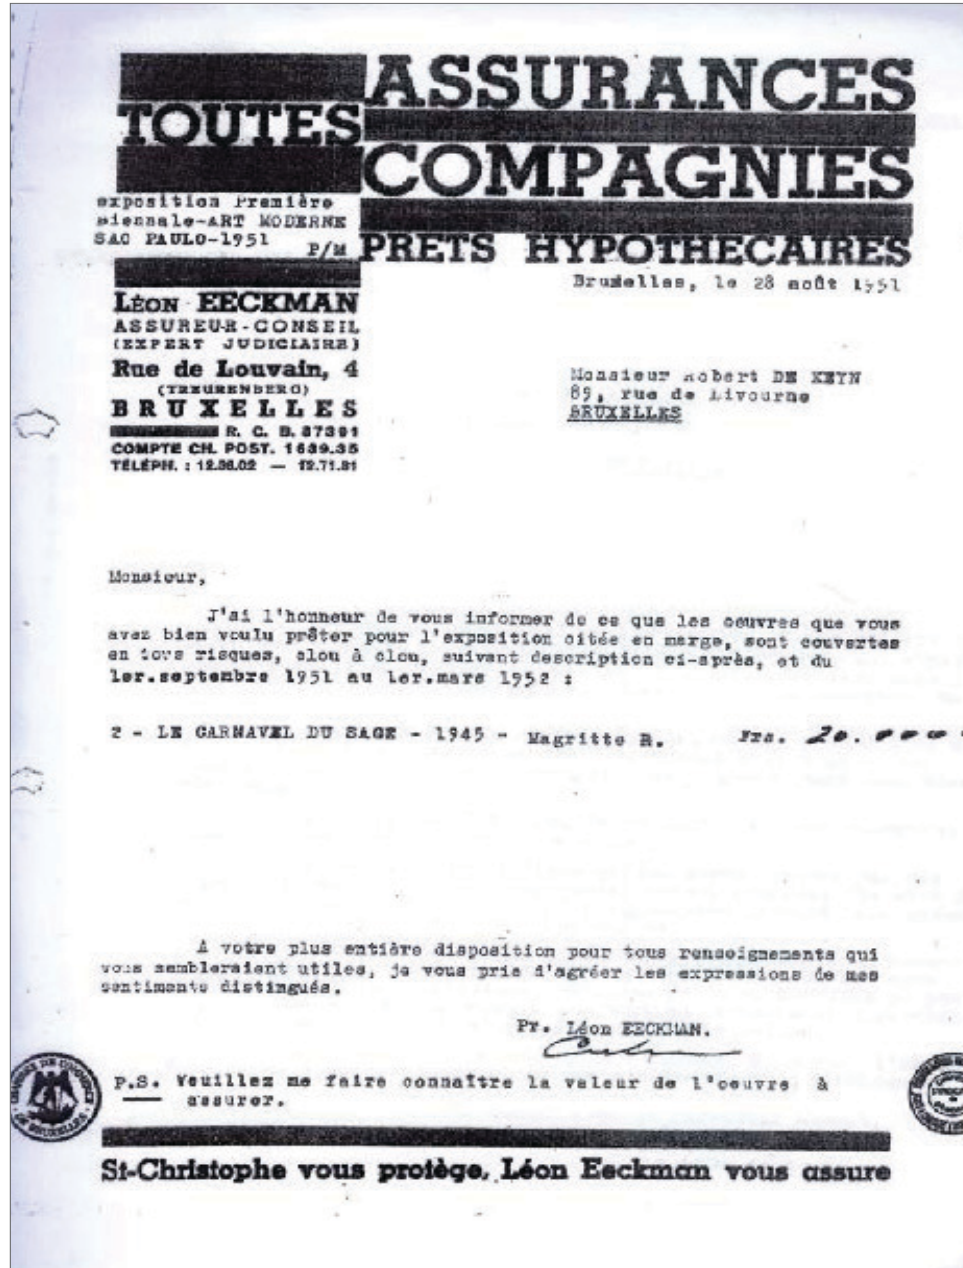 TOUTES
ASSURANCES
COMPAGNIES
PRETS HYPOTHECAIRES
exposition Première
Biennale-ART MODERNE
SAO PAULO-1951 P/M
Bruxelles, le 28 août 1951
LÉON EECKMAN
ASSUREUR-CONSEIL
(EXPERT JUDICIAIRE)
Rue de Louvain, 4
(TREURENBERG)
BRUXELLES
R. C. B. 87391
COMPTE CH. POST. 1639.35
TÉLÉPH. : 12.38.02 — 12.71.81
Monsieur Robert DE KEYN
89, rue de Livourne
BRUXELLES
Monsieur,
J'ai l'honneur de vous informer de ce que les oeuvres que vous
avez bien voulu prêter pour l'exposition citée en marge, sont couvertes
en tous risques, clou à clou, suivant description ci-après, et du
1er.septembre 1951 au 1er.mars 1952 :
2 - LE CARNAVAL DU SAGE - 1945 - Magritte R. Frs. 20.000
A votre plus entière disposition pour tous renseignements qui
vous sembleraient utiles, je vous prie d'agréer les expressions de mes
sentiments distingués.
Pr. Léon EECKMAN.
P.S. Veuillez me faire connaître la valeur de l'oeuvre à
assurer.
St-Christophe vous protège, Léon Eeckman vous assure